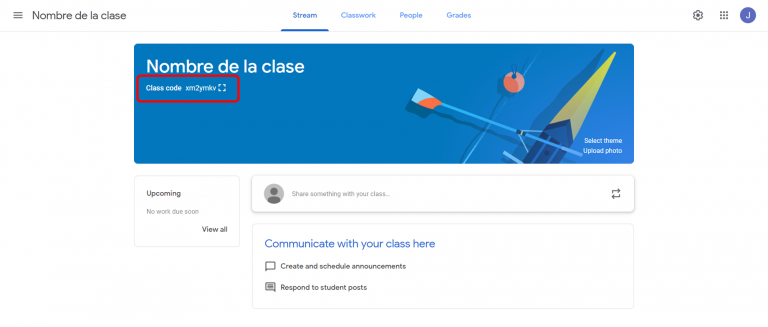 Nombre de la clase
Stream Classwork People Grades
J
Nombre de la clase
Class code xm2ymkv
Select theme
Upload photo
Upcoming
No work due soon
View all
Share something with your class...
Communicate with your class here
Create and schedule announcements
Respond to student posts